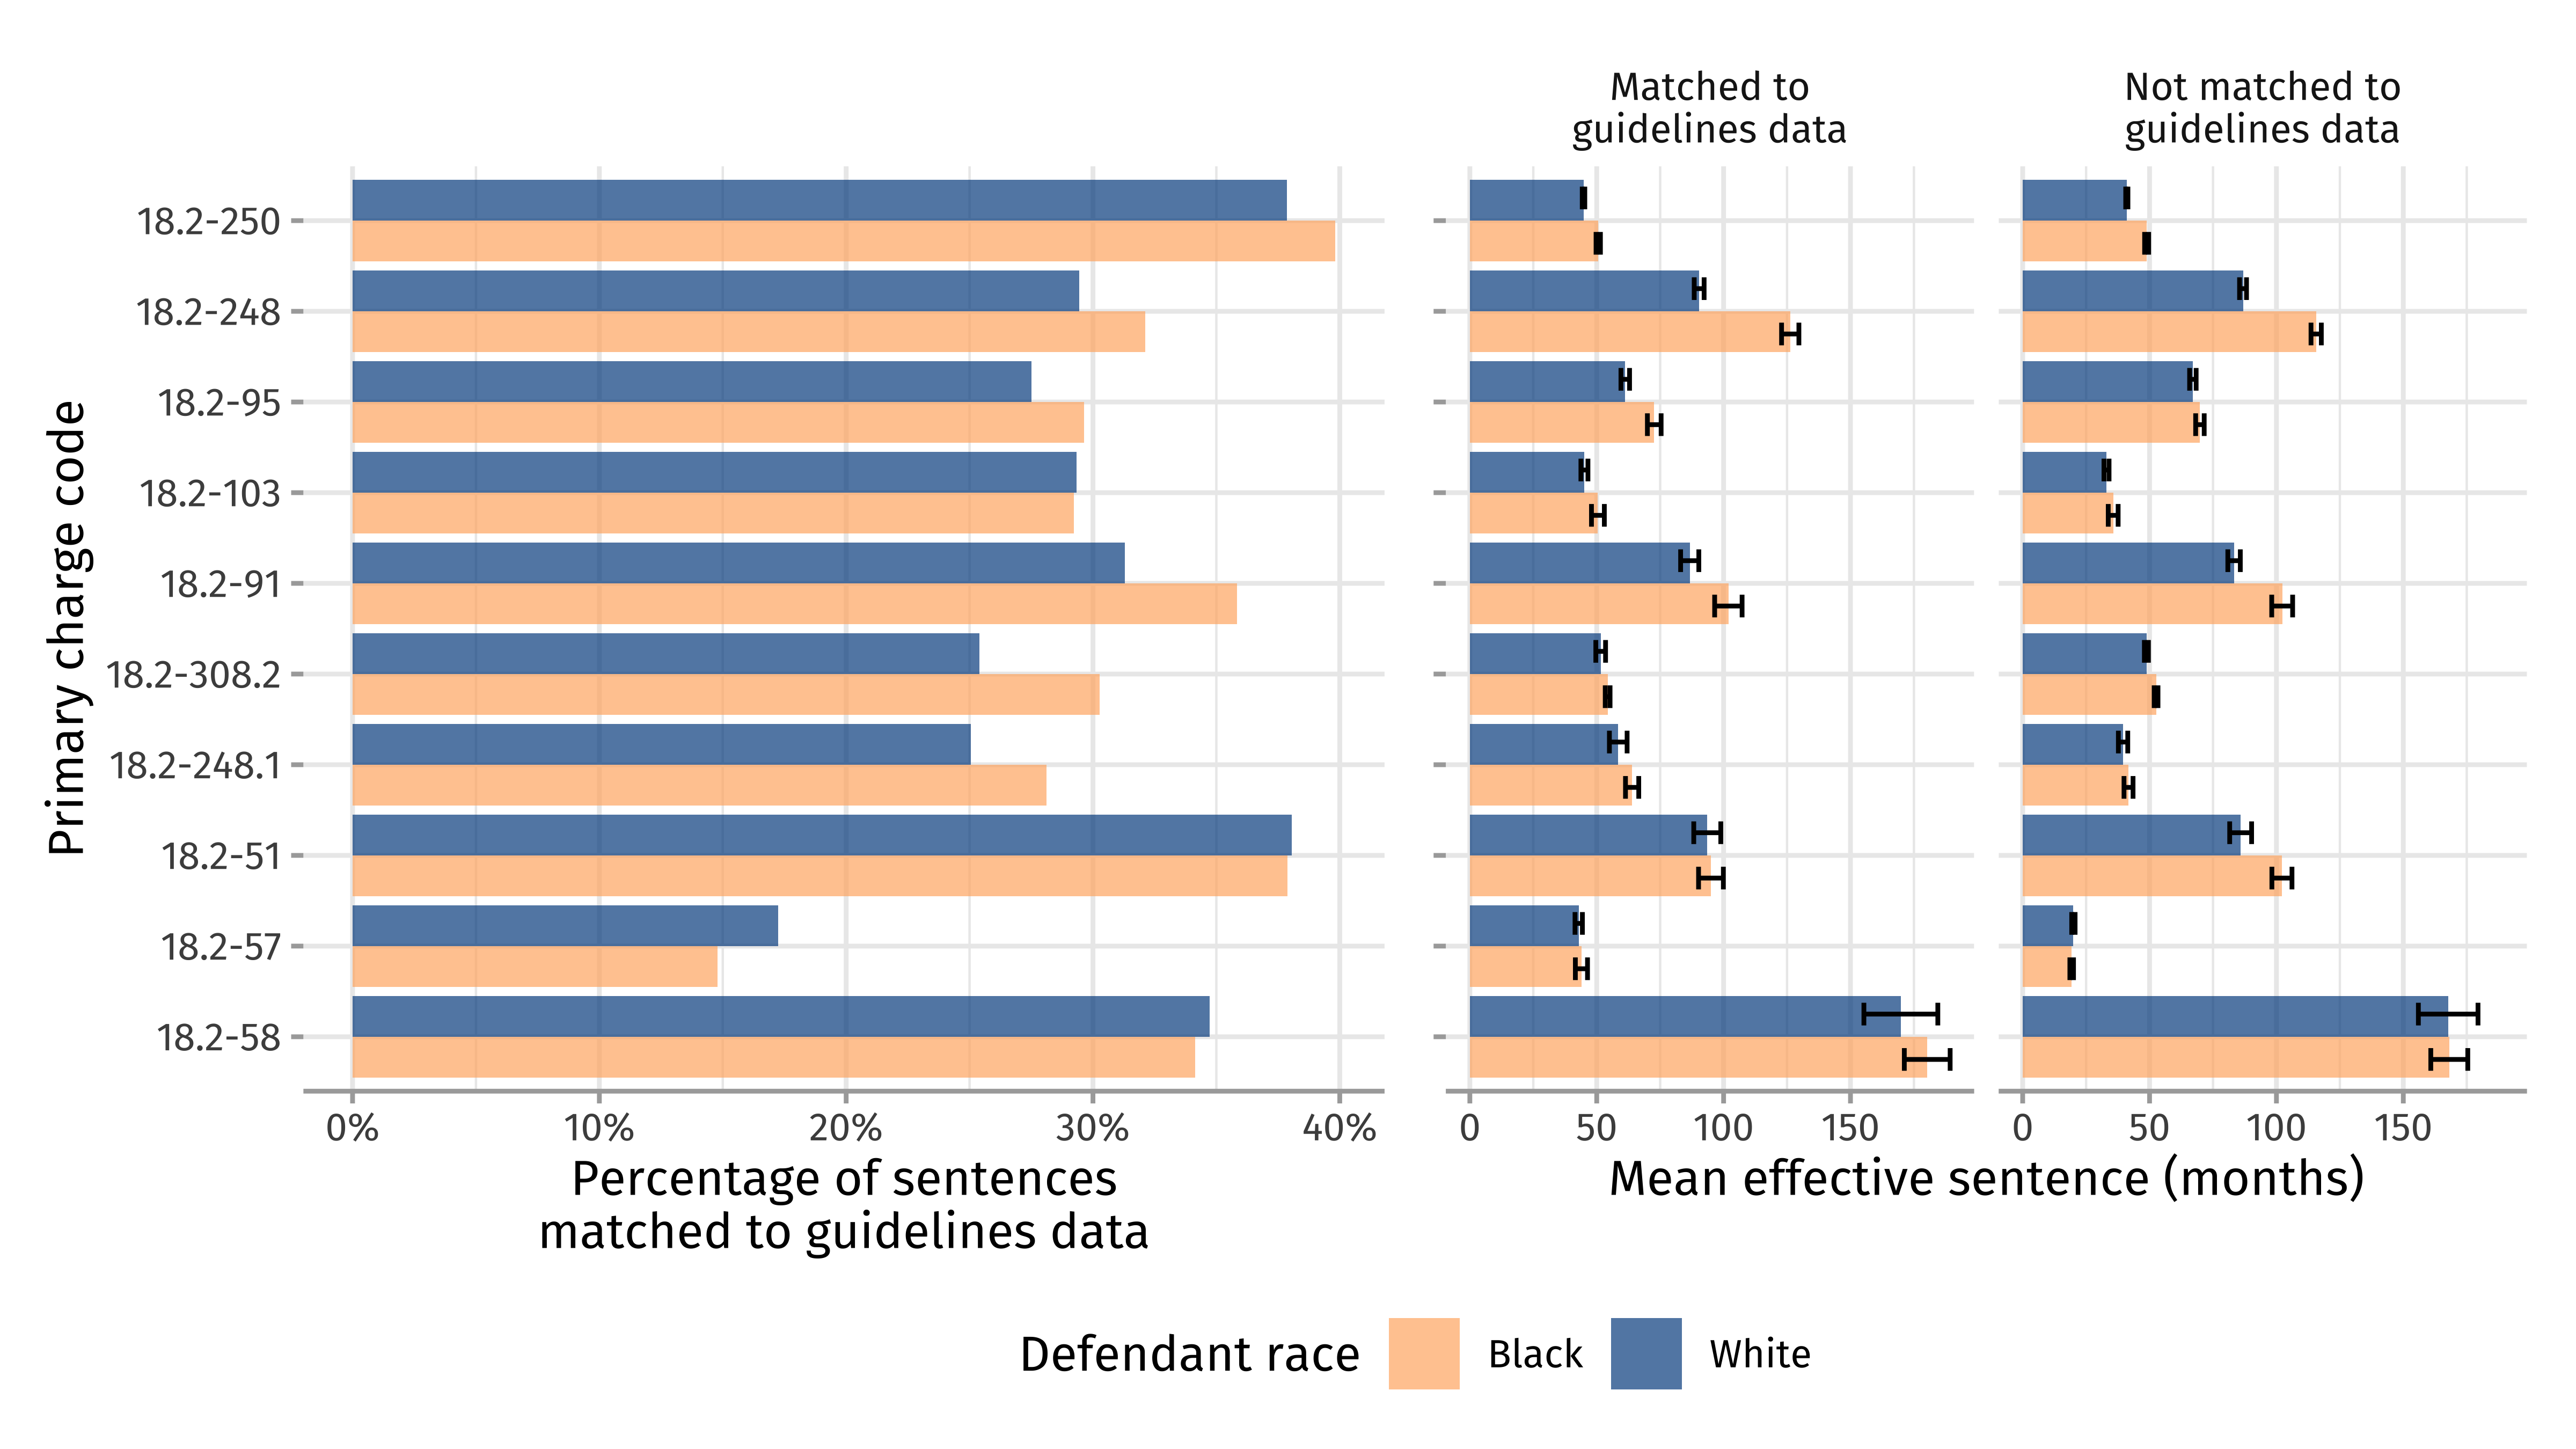 Matched to
guidelines data
Not matched to
guidelines data
Primary charge code
18.2-250
18.2-248
18.2-95
18.2-103
18.2-91
18.2-308.2
18.2-248.1
18.2-51
18.2-57
18.2-58
0% 10% 20% 30% 40%
0 50 100 150
0 50 100 150
Percentage of sentences
matched to guidelines data
Mean effective sentence (months)
Defendant race Black White